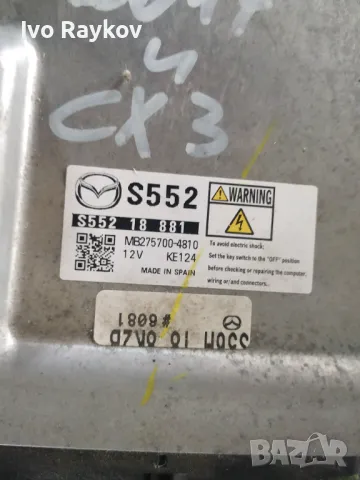 Ivo Raykov
и
CX3
S552
S552 18 881
MB275700-4810
12V KE124
MADE IN SPAIN
WARNING
To avoid electric shock;
Set the key switch to the "OFF" position
before checking or repairing the computer,
wiring or/and connectors.
# 6081
BAZAR